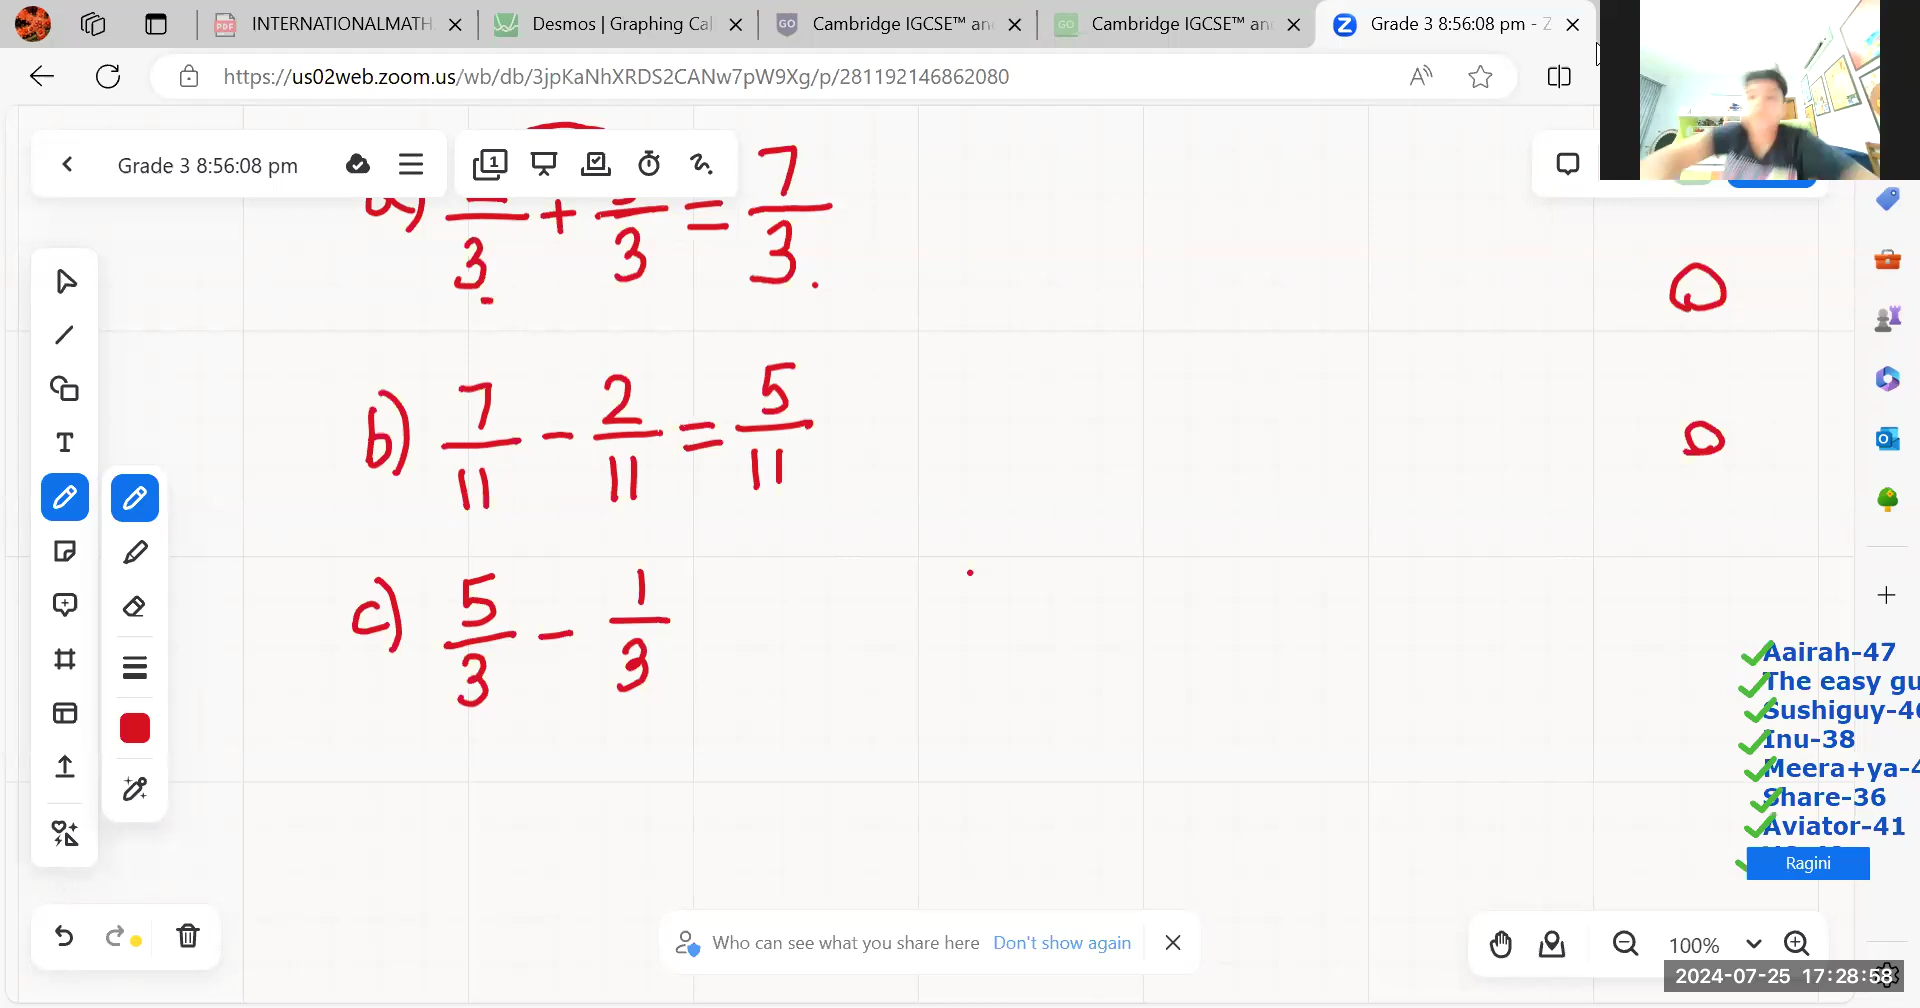 INTERNATIONALMATH
Desmos | Graphing Cal
GO Cambridge IGCSE™ an
GO Cambridge IGCSE™ an
Grade 3 8:56:08 pm - Z
https://us02web.zoom.us/wb/db/3jpKaNhXRDS2CANw7pW9Xg/p/281192146862080
Grade 3 8:56:08 pm
a) /3 + /3 = 7/3
b) 7/11 - 2/11 = 5/11
c) 5/3 - 1/3
Aairah-47
The easy gu
Sushiguy-46
Inu-38
Meera+ya-4
Share-36
Aviator-41
Ragini
Who can see what you share here Don't show again
100%
2024-07-25 17:28:58